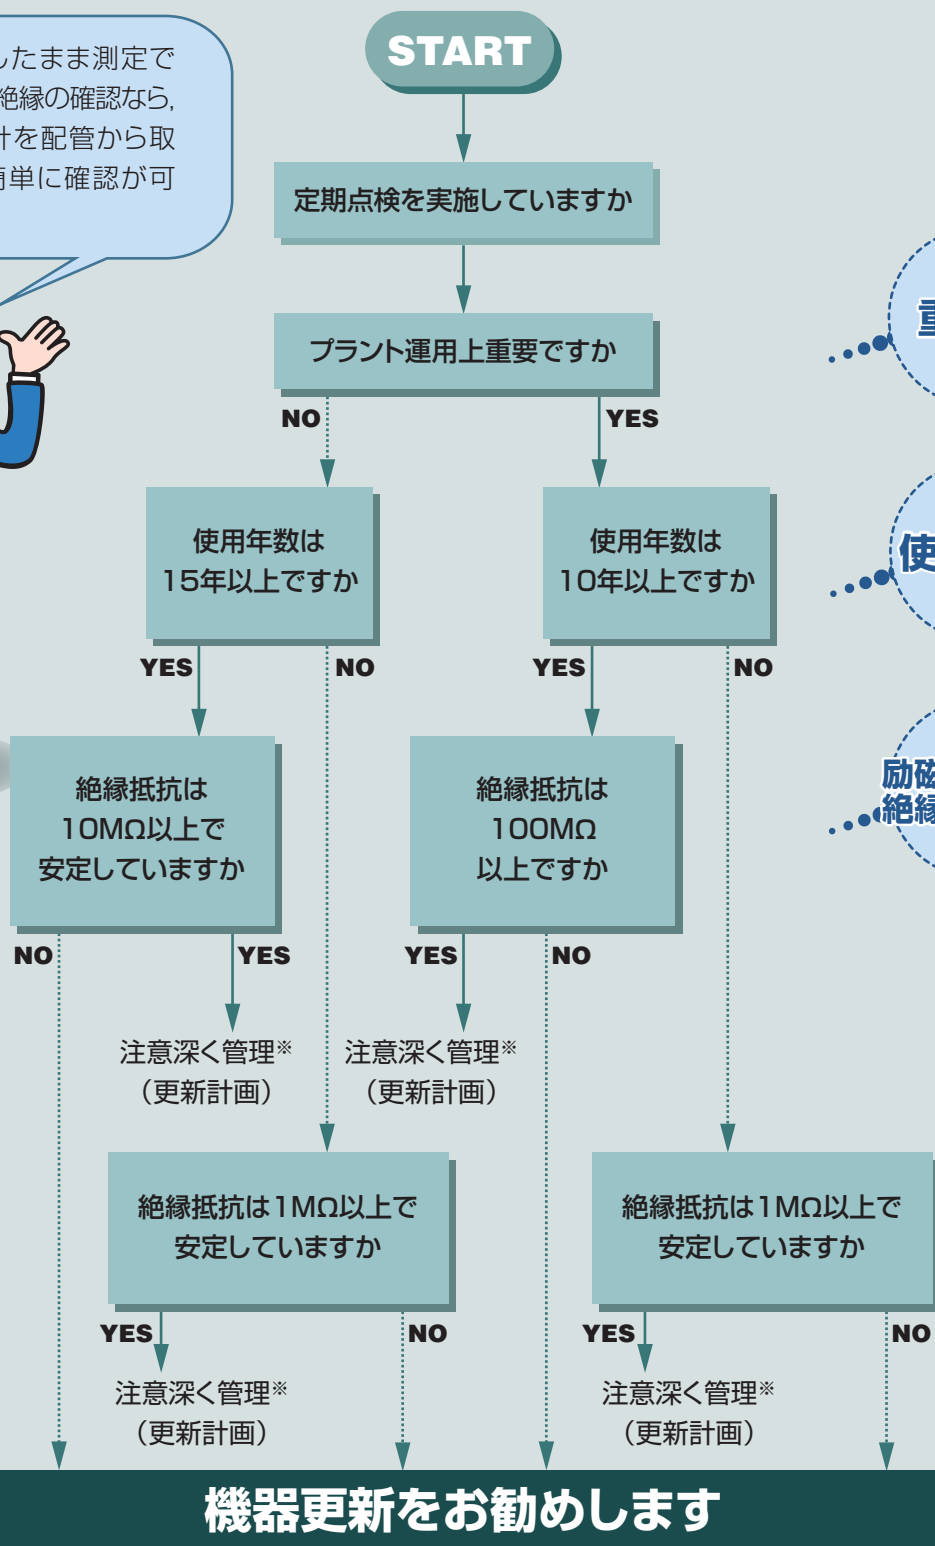 したまま測定で
絶縁の確認なら,
計を配管から取
簡単に確認が可
START
定期点検を実施していますか
プラント運用上重要ですか
NO
YES
使用年数は
15年以上ですか
使用年数は
10年以上ですか
YES
NO
YES
NO
絶縁抵抗は
10MΩ以上で
安定していますか
絶縁抵抗は
100MΩ
以上ですか
NO
YES
YES
NO
注意深く管理※
（更新計画）
注意深く管理※
（更新計画）
絶縁抵抗は1MΩ以上で
安定していますか
絶縁抵抗は1MΩ以上で
安定していますか
YES
NO
YES
NO
注意深く管理※
（更新計画）
注意深く管理※
（更新計画）
機器更新をお勧めします
重
使
励磁
絶縁